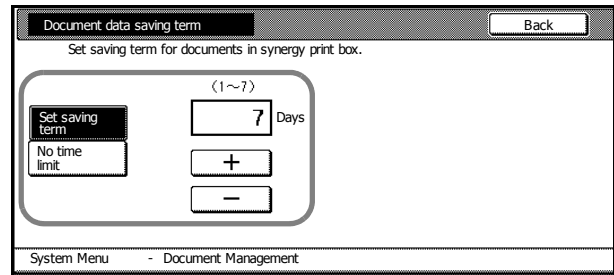 Document data saving term
Back
Set saving term for documents in synergy print box.
(1～7)
Set saving
term
7 Days
No time
limit
+
−
System Menu - Document Management